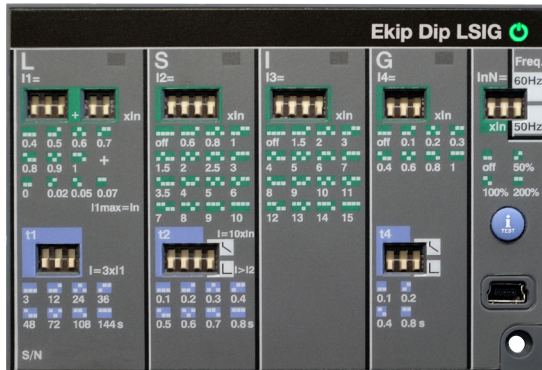 Ekip Dip LSIG
L S I G
I1= I2= I3= I4= InN= Freq.
60Hz
+ xIn xIn xIn xIn xIn 50Hz
0.4 0.5 0.6 0.7 off 0.6 0.8 1 off 1.5 2 3 off 0.1 0.2 0.3
0.8 0.9 1 + 1.5 2 2.5 3 4 5 6 7 0.4 0.6 0.8 1 off 50%
0 0.02 0.05 0.07 3.5 4 5 6 8 9 10 11 100% 200%
I1max=In 7 8 9 10 12 13 14 15
t1 t2 I=10xIn t4 i
TEST
I=3xI1 I>I2
3 12 24 36 0.1 0.2 0.3 0.4 0.1 0.2
48 72 108 144s 0.5 0.6 0.7 0.8s 0.4 0.8s
S/N